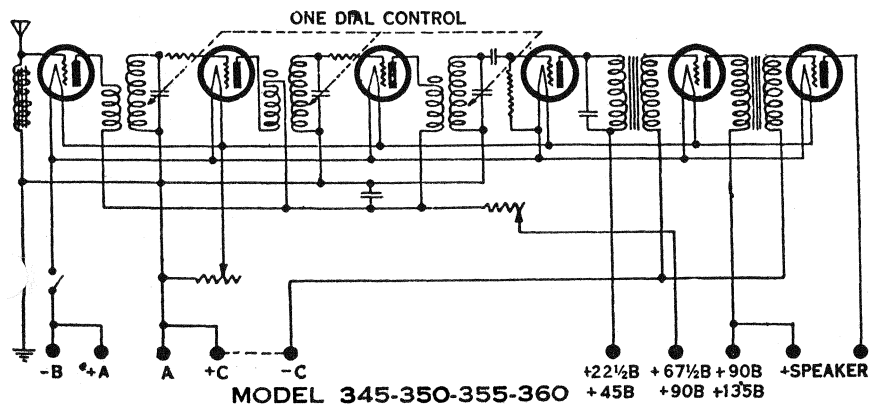 ONE DIAL CONTROL
-B +A A +C -C +22½B +67½B +90B +SPEAKER
+45B +90B +135B
MODEL 345-350-355-360